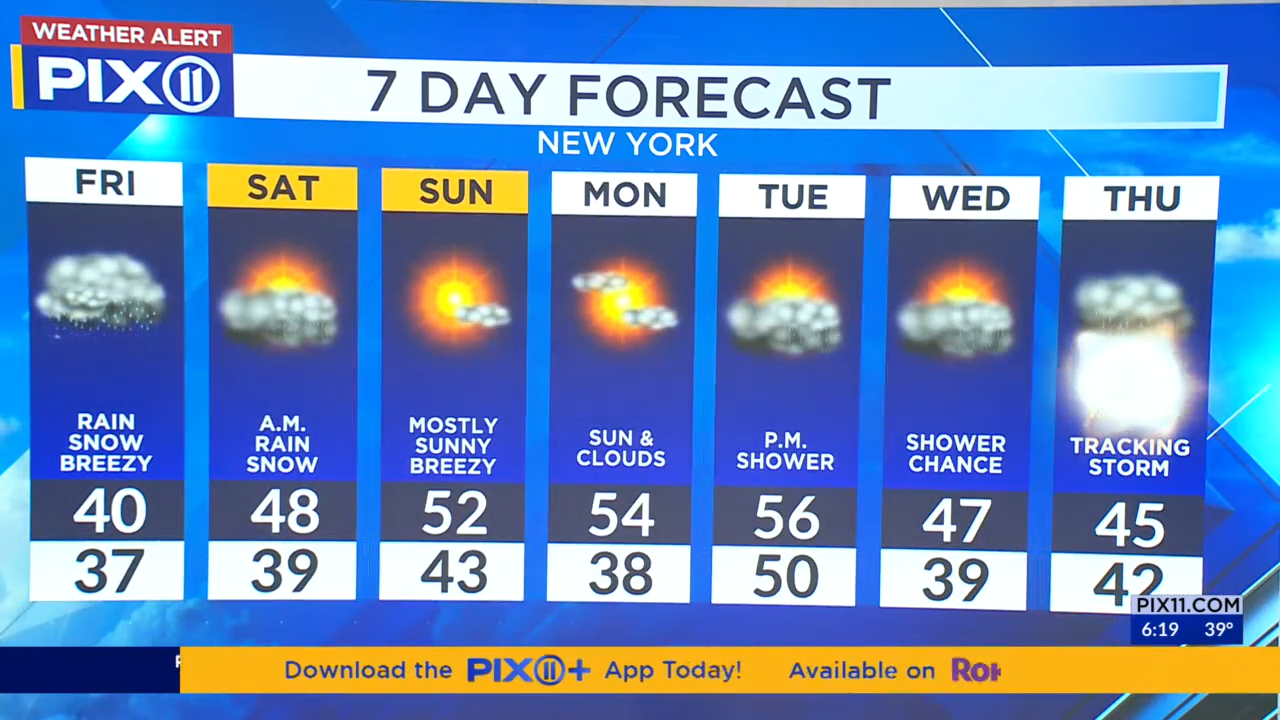 WEATHER ALERT
PIX 11
7 DAY FORECAST
NEW YORK
FRI
RAIN
SNOW
BREEZY
40
37
SAT
A.M.
RAIN
SNOW
48
39
SUN
MOSTLY
SUNNY
BREEZY
52
43
MON
SUN &
CLOUDS
54
38
TUE
P.M.
SHOWER
56
50
WED
SHOWER
CHANCE
47
39
THU
TRACKING
STORM
45
42
PIX11.COM
6:19 39°
Download the PIX11+ App Today! Available on